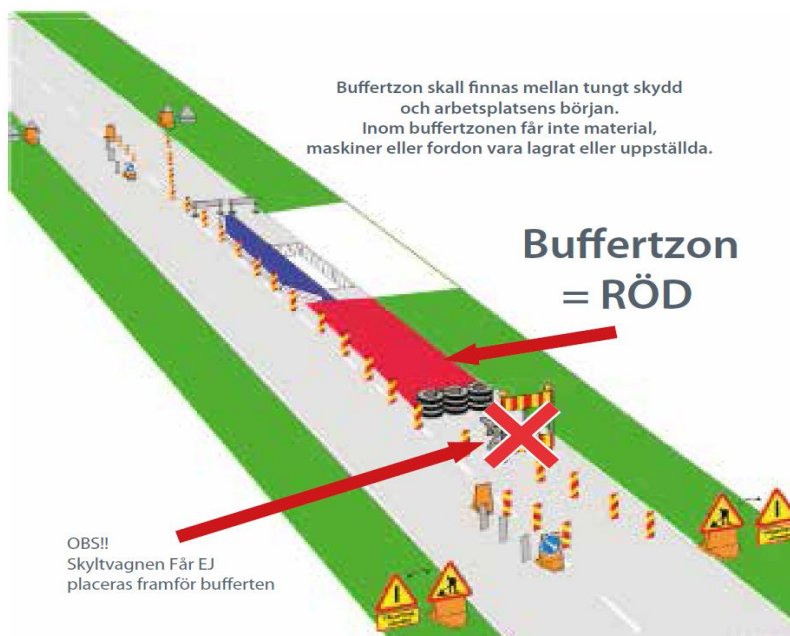 Buffertzon skall finnas mellan tungt skydd
och arbetsplatsens början.
Inom buffertzonen får inte material,
maskiner eller fordon vara lagrat eller uppställda.
Buffertzon
= RÖD
OBS!!
Skyltvagnen Får EJ
placeras framför bufferten